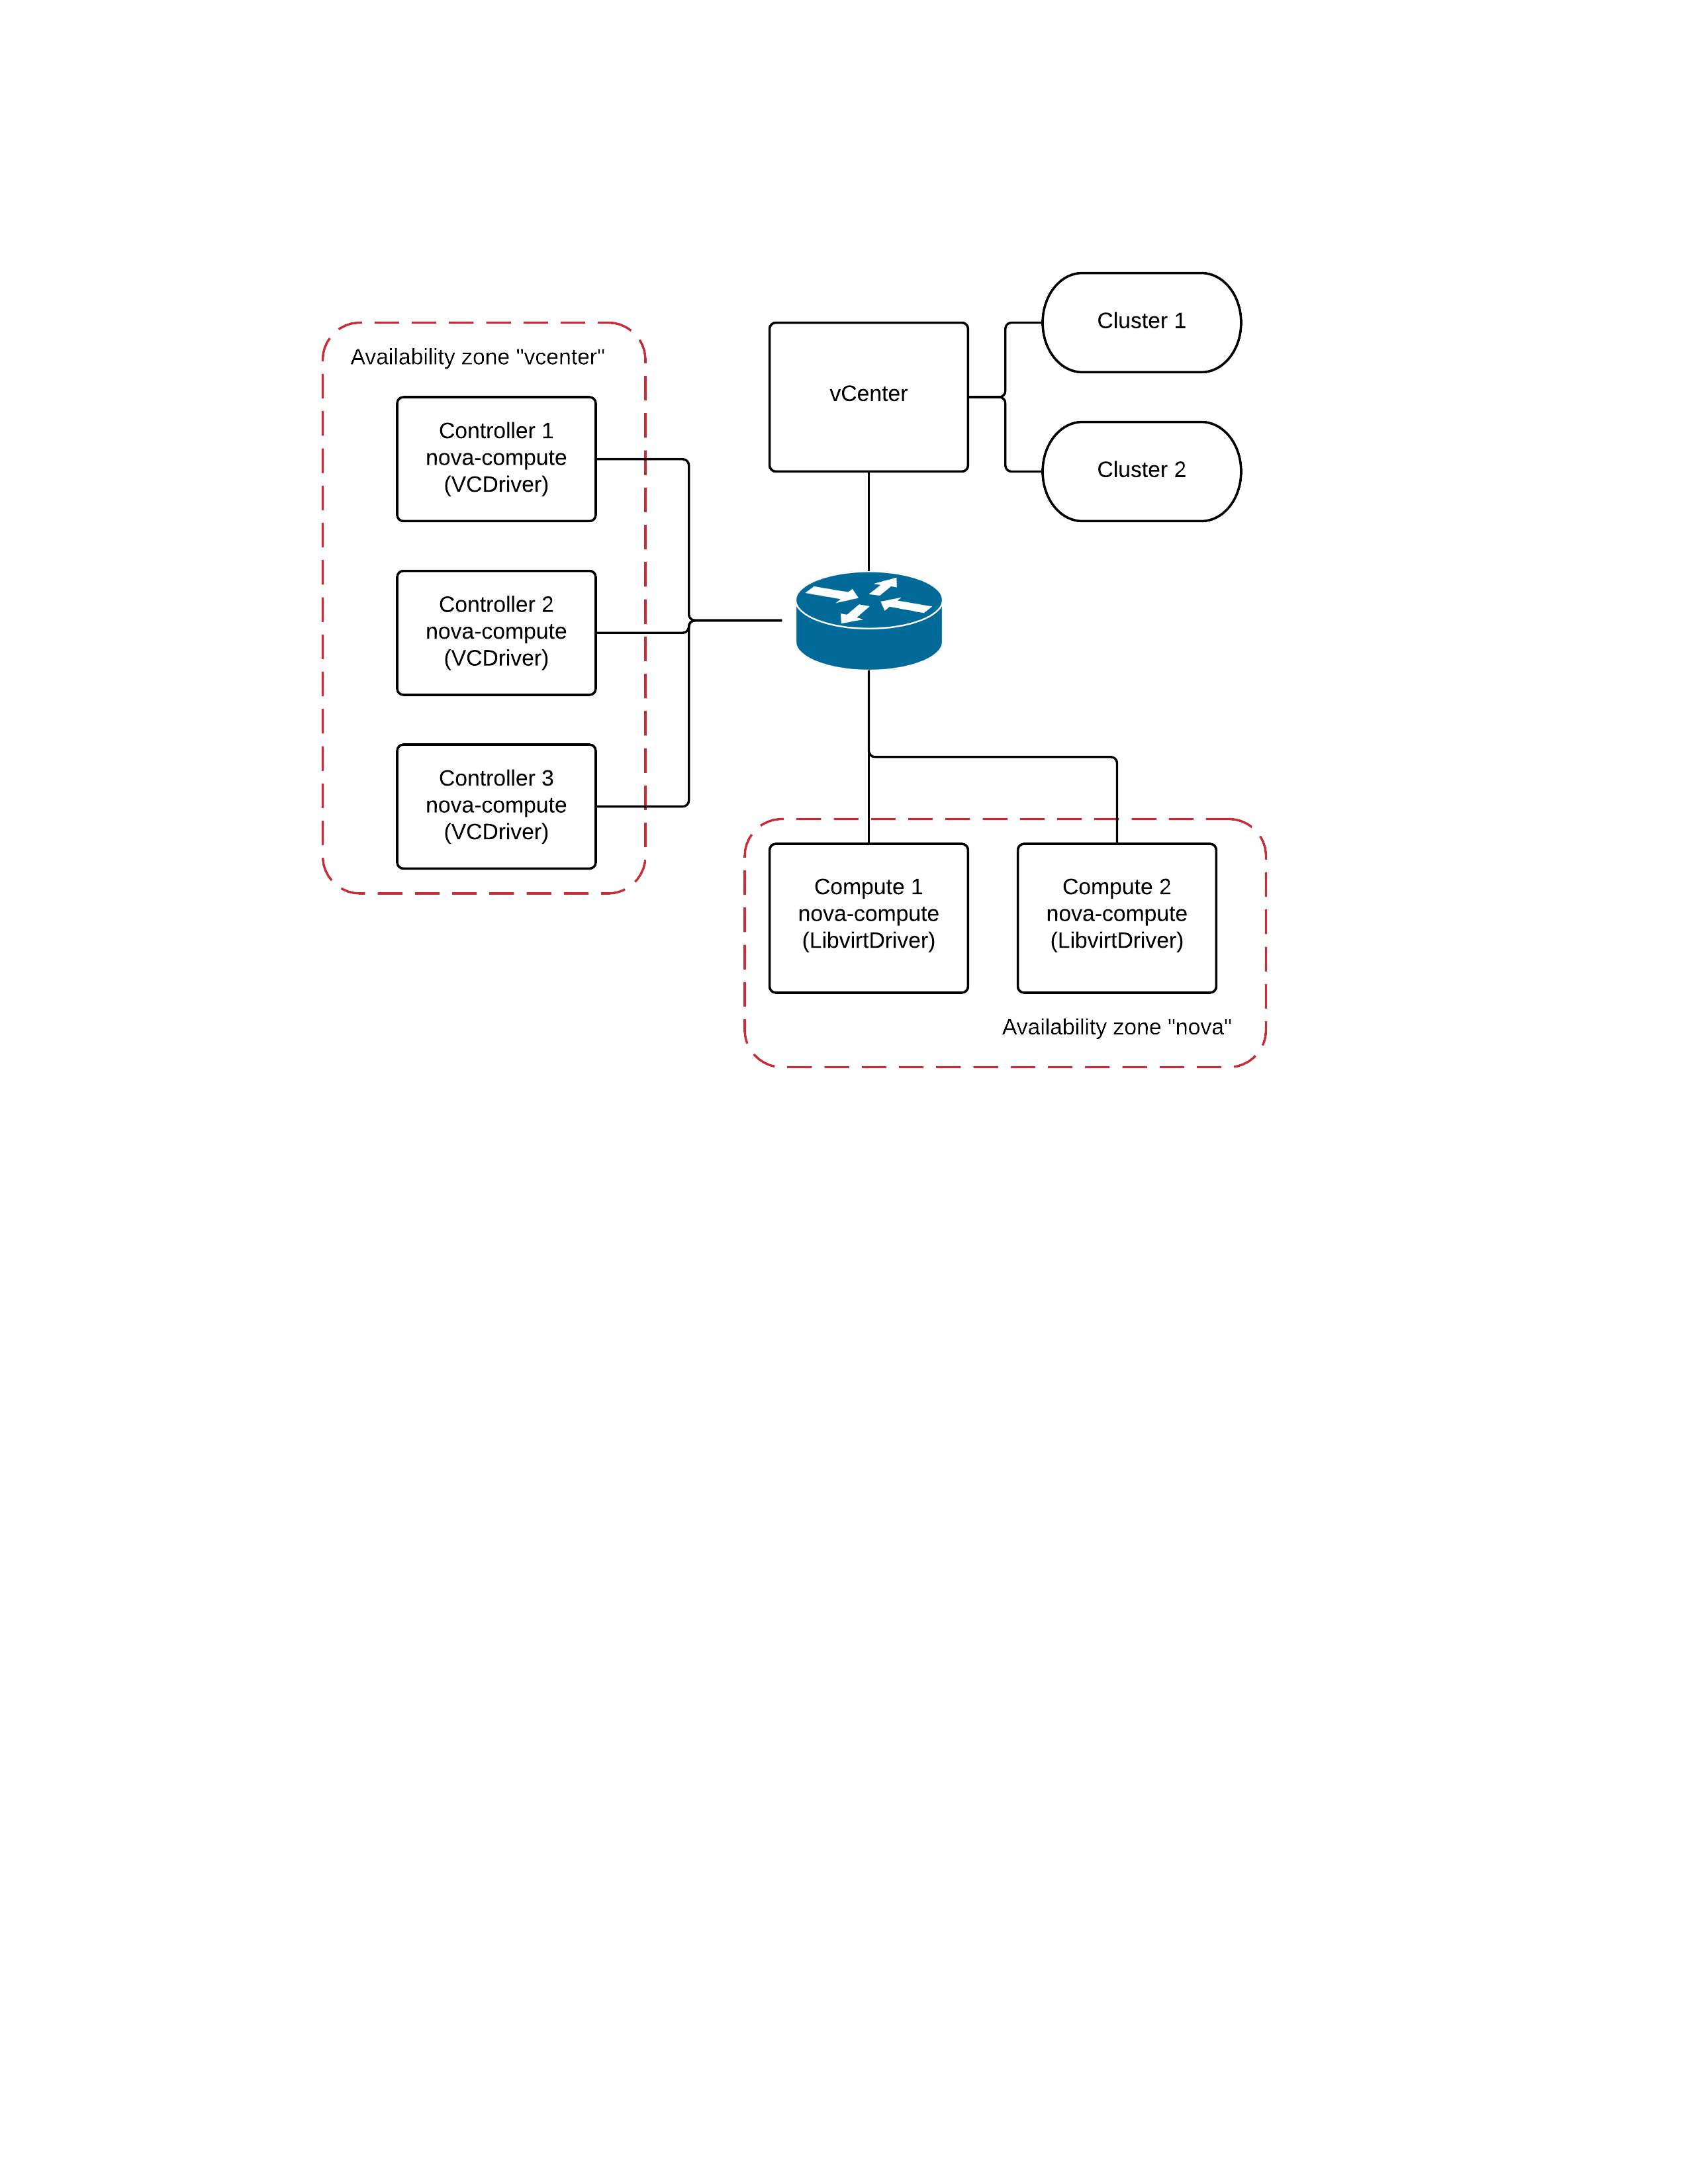 Availability zone "vcenter"
Controller 1
nova-compute
(VCDriver)
Controller 2
nova-compute
(VCDriver)
Controller 3
nova-compute
(VCDriver)
vCenter
Cluster 1
Cluster 2
Compute 1
nova-compute
(LibvirtDriver)
Compute 2
nova-compute
(LibvirtDriver)
Availability zone "nova"